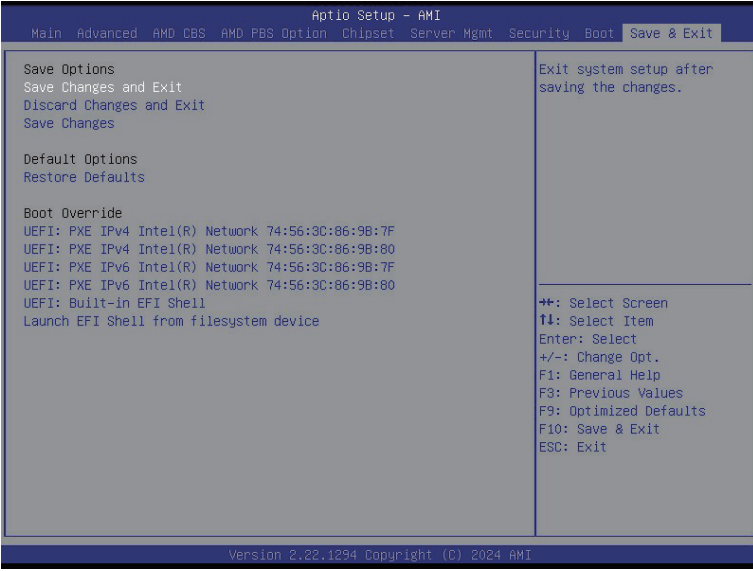 Aptio Setup - AMI
Main Advanced AMD CBS AMD PBS Option Chipset Server Mgmt Security Boot Save & Exit
Save Options
Save Changes and Exit
Discard Changes and Exit
Save Changes
Default Options
Restore Defaults
Boot Override
UEFI: PXE IPv4 Intel(R) Network 74:56:3C:86:9B:7F
UEFI: PXE IPv4 Intel(R) Network 74:56:3C:86:9B:80
UEFI: PXE IPv6 Intel(R) Network 74:56:3C:86:9B:7F
UEFI: PXE IPv6 Intel(R) Network 74:56:3C:86:9B:80
UEFI: Built-in EFI Shell
Launch EFI Shell from filesystem device
Exit system setup after
saving the changes.
→←: Select Screen
↑↓: Select Item
Enter: Select
+/-: Change Opt.
F1: General Help
F3: Previous Values
F9: Optimized Defaults
F10: Save & Exit
ESC: Exit
Version 2.22.1294 Copyright (C) 2024 AMI